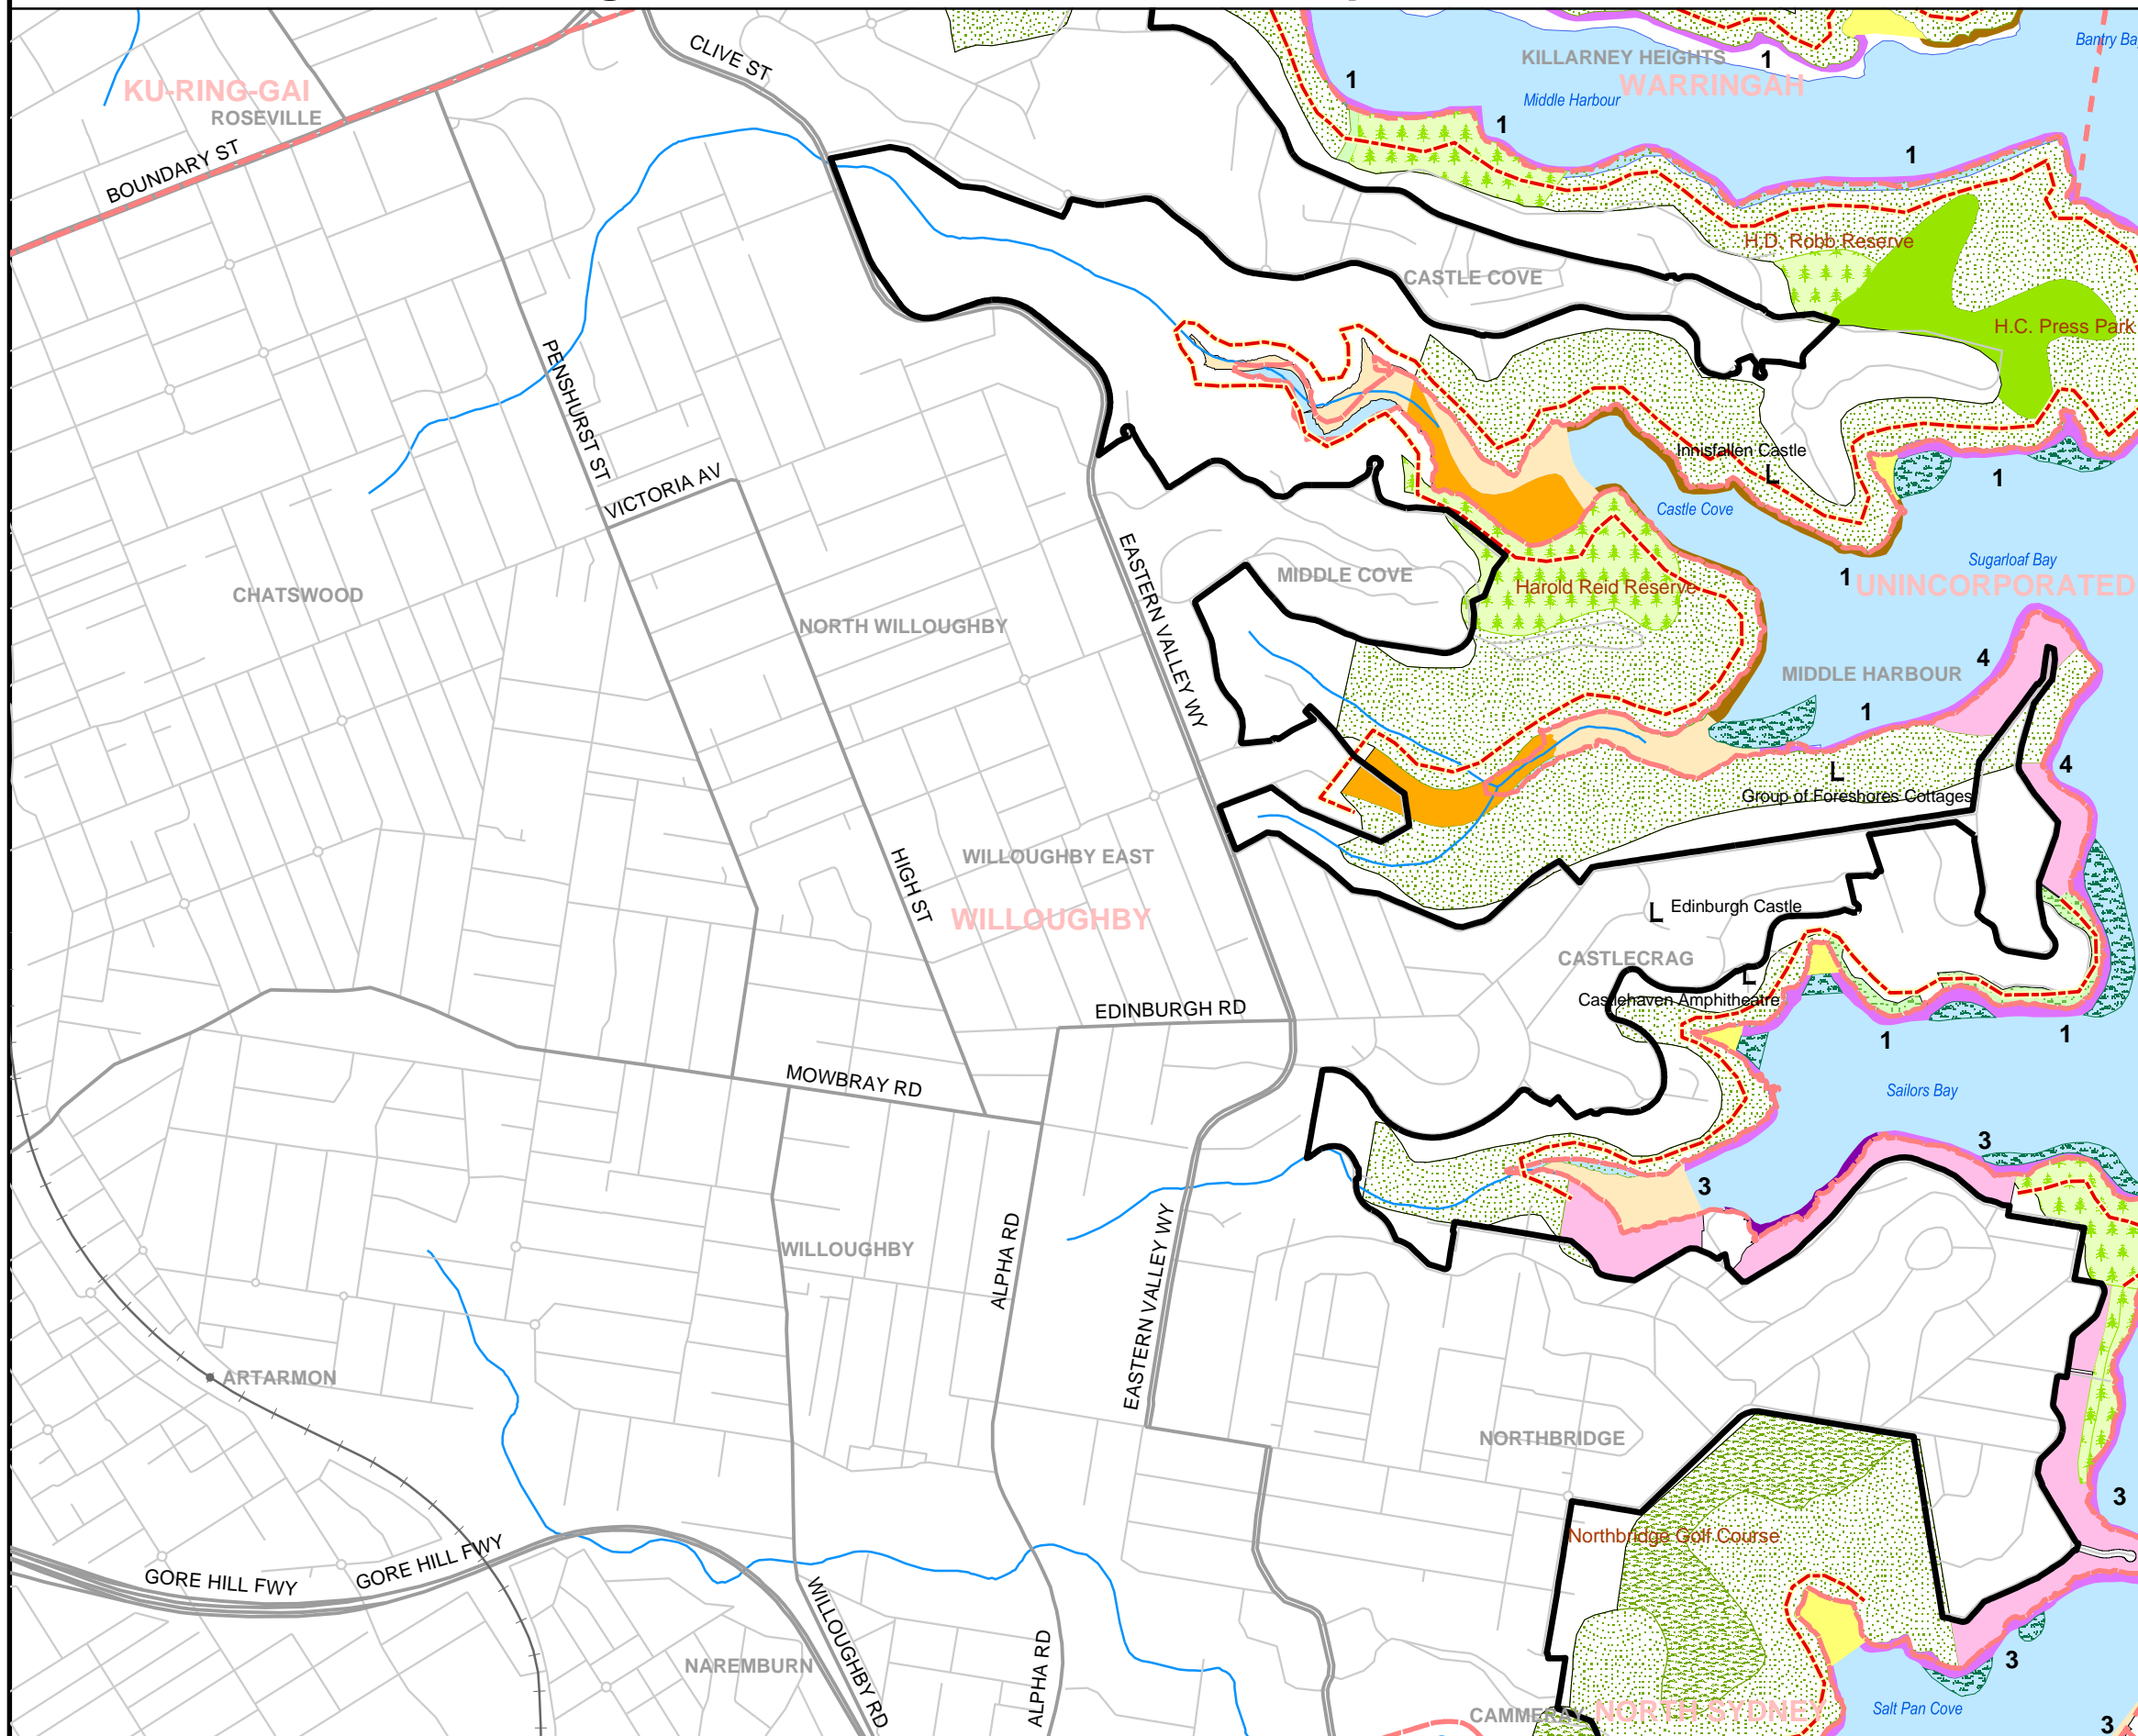 CLIVE ST
KILLARNEY HEIGHTS
Bantry Ba
1
WARRINGAH
KU-RING-GAI
1
Middle Harbour
ROSEVILLE
1
BOUNDARY ST
1
H.D. Robb Reserve
CASTLE COVE
H.C. Press Park
PENSHURST ST
Innisfallen Castle
L
1
VICTORIA AV
Castle Cove
EASTERN VALLEY WY
Sugarloaf Bay
MIDDLE COVE
1
UNINCORPORATED
Harold Reid Reserve
CHATSWOOD
NORTH WILLOUGHBY
4
MIDDLE HARBOUR
1
4
L
Group of Foreshores Cottages
HIGH ST
WILLOUGHBY EAST
L
Edinburgh Castle
WILLOUGHBY
CASTLECRAG
L
Castlehaven Amphitheatre
EDINBURGH RD
1
1
MOWBRAY RD
Sailors Bay
3
3
ALPHA RD
WILLOUGHBY
EASTERN VALLEY WY
ARTARMON
NORTHBRIDGE
3
Northbridge Golf Course
GORE HILL FWY
GORE HILL FWY
WILLOUGHBY RD
NAREMBURN
ALPHA RD
3
CAMMERAY
NORTH SYDNEY
Salt Pan Cove
3